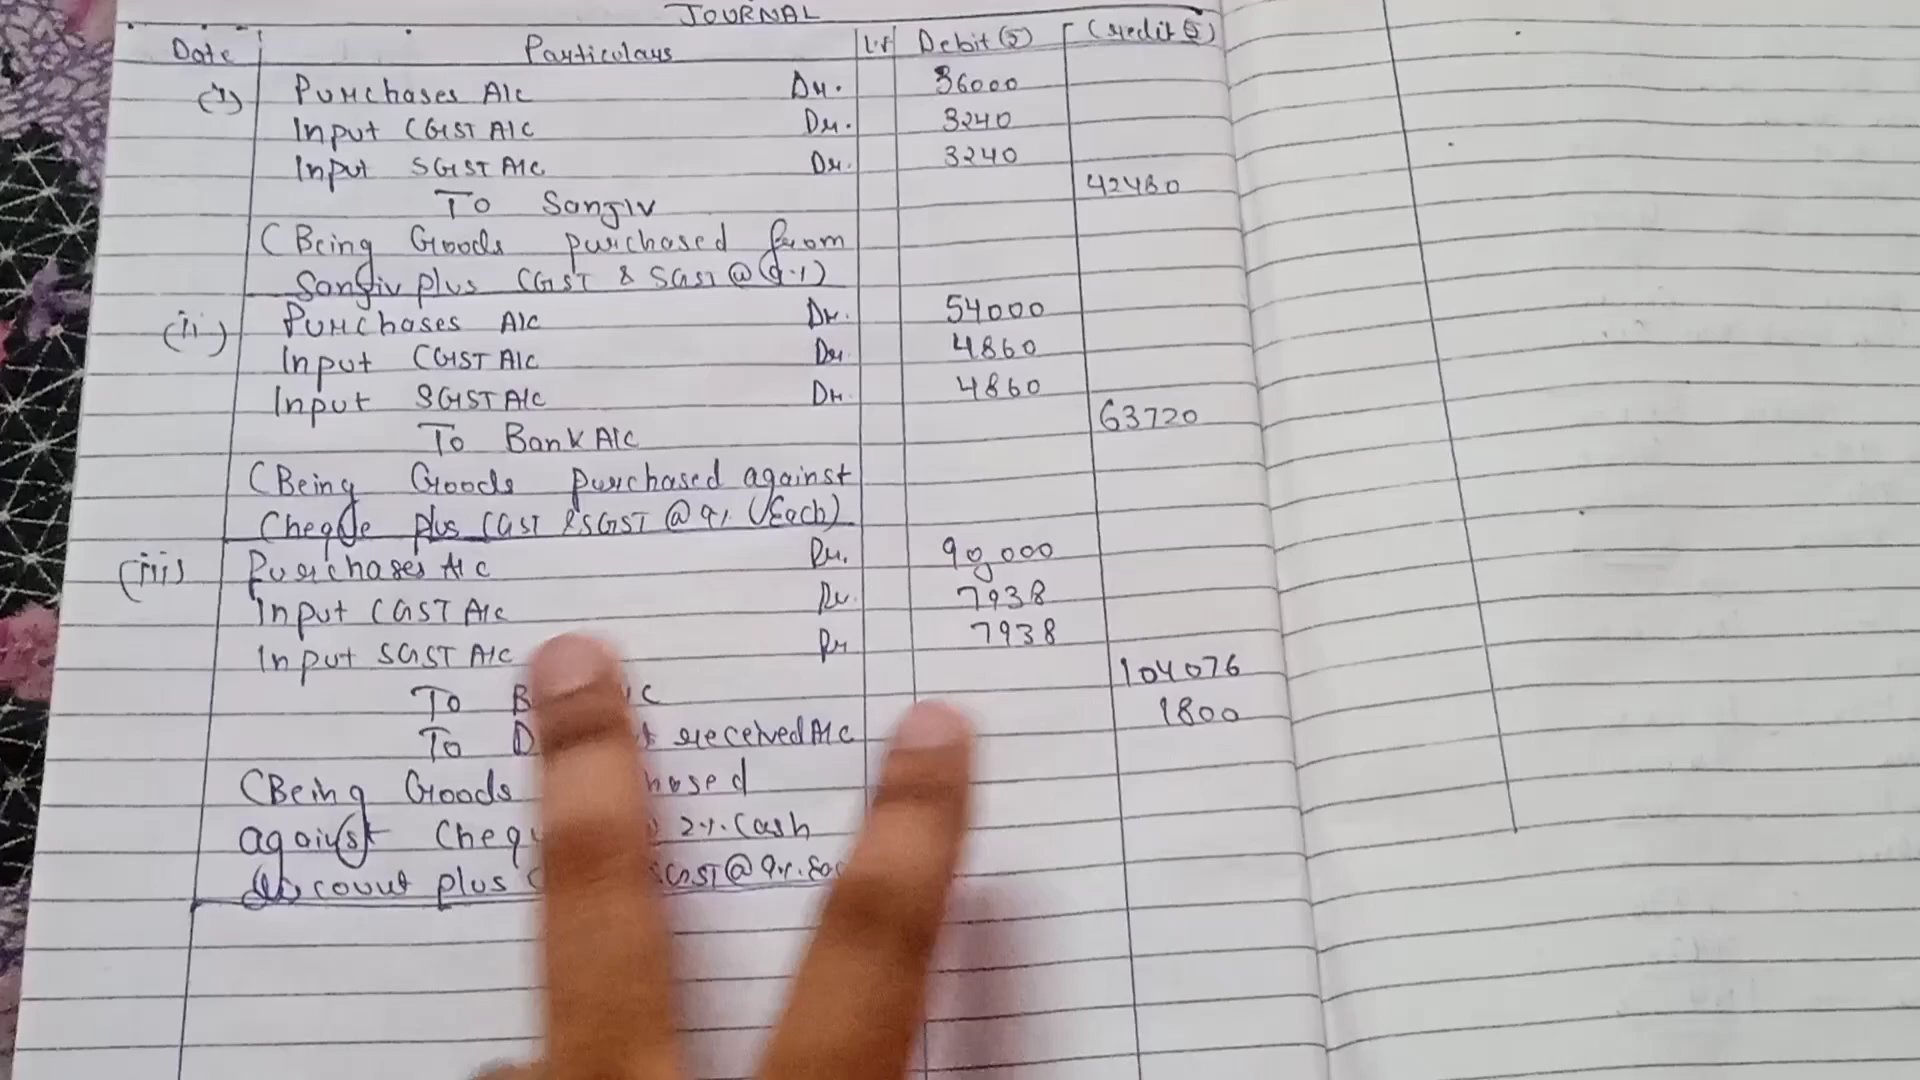 JOURNAL
Date Particulars L.F Debit (₹) Credit (₹)
(i) Purchases A/c Dr. 36000
Input CGST A/c Dr. 3240
Input SGST A/c Dr. 3240
To Sanjiv 42480
(Being Goods purchased from
Sanjiv plus CGST & SGST @ 9%)
(ii) Purchases A/c Dr. 54000
Input CGST A/c Dr. 4860
Input SGST A/c Dr. 4860
To Bank A/c 63720
(Being Goods purchased against
Cheque plus CGST & SGST @ 9% (Each)
(iii) Purchases A/c Dr. 90,000
Input CGST A/c Dr. 7938
Input SGST A/c Dr 7938
To 104076
To received A/c 1800
(Being Goods
against 2%. Cash
discount plus SGST @ 9%.